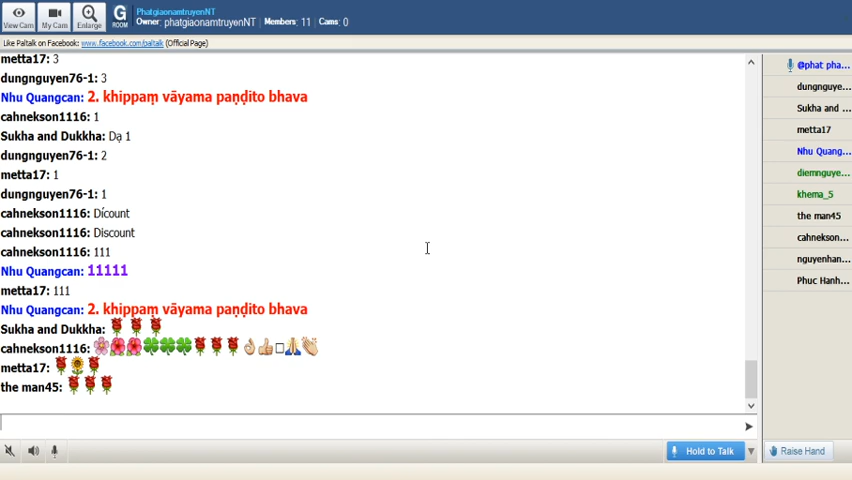 View Cam
My Cam
Enlarge
G
ROOM
PhatgiaonamtruyenNT
Owner: phatgiaonamtruyenNT Members: 11 Cams: 0
Like Paltalk on Facebook: www.facebook.com/paltalk (Official Page)
metta17: 3
dungnguyen76-1: 3
Nhu Quangcan: 2. khippaṃ vāyama paṇḍito bhava
cahnekson1116: 1
Sukha and Dukkha: Dạ 1
dungnguyen76-1: 2
metta17: 1
dungnguyen76-1: 1
cahnekson1116: Dícount
cahnekson1116: Discount
cahnekson1116: 111
Nhu Quangcan: 11111
metta17: 111
Nhu Quangcan: 2. khippaṃ vāyama paṇḍito bhava
Sukha and Dukkha: 🌹🌹🌹
cahnekson1116: 🌸🌺🌺🍀🍀🍀🌹🌹🌹👌👍□🙏👏
metta17: 🌹🌻🌹
the man45: 🌹🌹🌹
@phat pha...
dungnguye...
Sukha and ...
metta17
Nhu Quang...
diemnguye...
khema_5
the man45
cahnekson...
nguyenhan...
Phuc Hanh...
Hold to Talk
Raise Hand